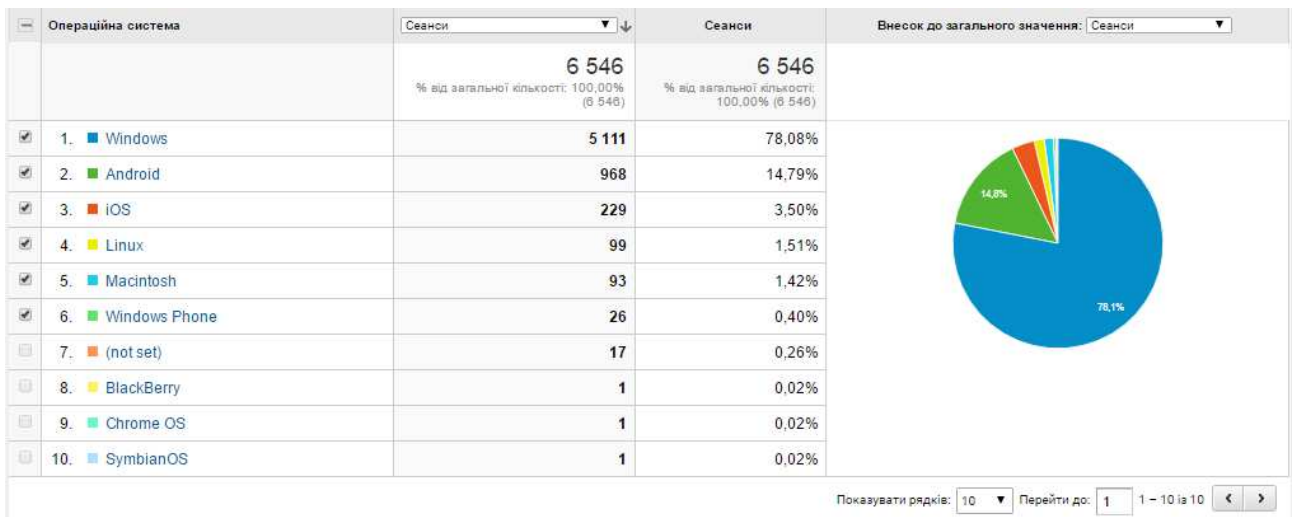 Операційна система Сеанси Сеанси Внесок до загального значення: Сеанси
6 546 6 546
% від загальної кількості: 100,00% % від загальної кількості:
(6 546) 100,00% (6 546)
1. Windows 5 111 78,08%
2. Android 968 14,79%
3. iOS 229 3,50%
4. Linux 99 1,51%
5. Macintosh 93 1,42%
6. Windows Phone 26 0,40%
7. (not set) 17 0,26%
8. BlackBerry 1 0,02%
9. Chrome OS 1 0,02%
10. SymbianOS 1 0,02%
14,8%
78,1%
Показувати рядків: 10 Перейти до: 1 1 – 10 із 10